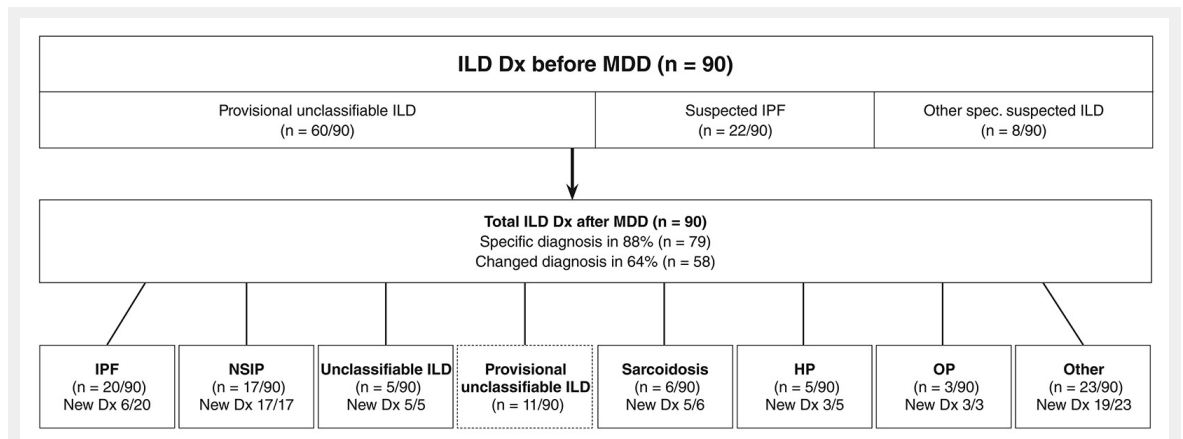 ILD Dx before MDD (n = 90)
Provisional unclassifiable ILD
(n = 60/90)
Suspected IPF
(n = 22/90)
Other spec. suspected ILD
(n = 8/90)
Total ILD Dx after MDD (n = 90)
Specific diagnosis in 88% (n = 79)
Changed diagnosis in 64% (n = 58)
IPF
(n = 20/90)
New Dx 6/20
NSIP
(n = 17/90)
New Dx 17/17
Unclassifiable ILD
(n = 5/90)
New Dx 5/5
Provisional
unclassifiable ILD
(n = 11/90)
Sarcoidosis
(n = 6/90)
New Dx 5/6
HP
(n = 5/90)
New Dx 3/5
OP
(n = 3/90)
New Dx 3/3
Other
(n = 23/90)
New Dx 19/23